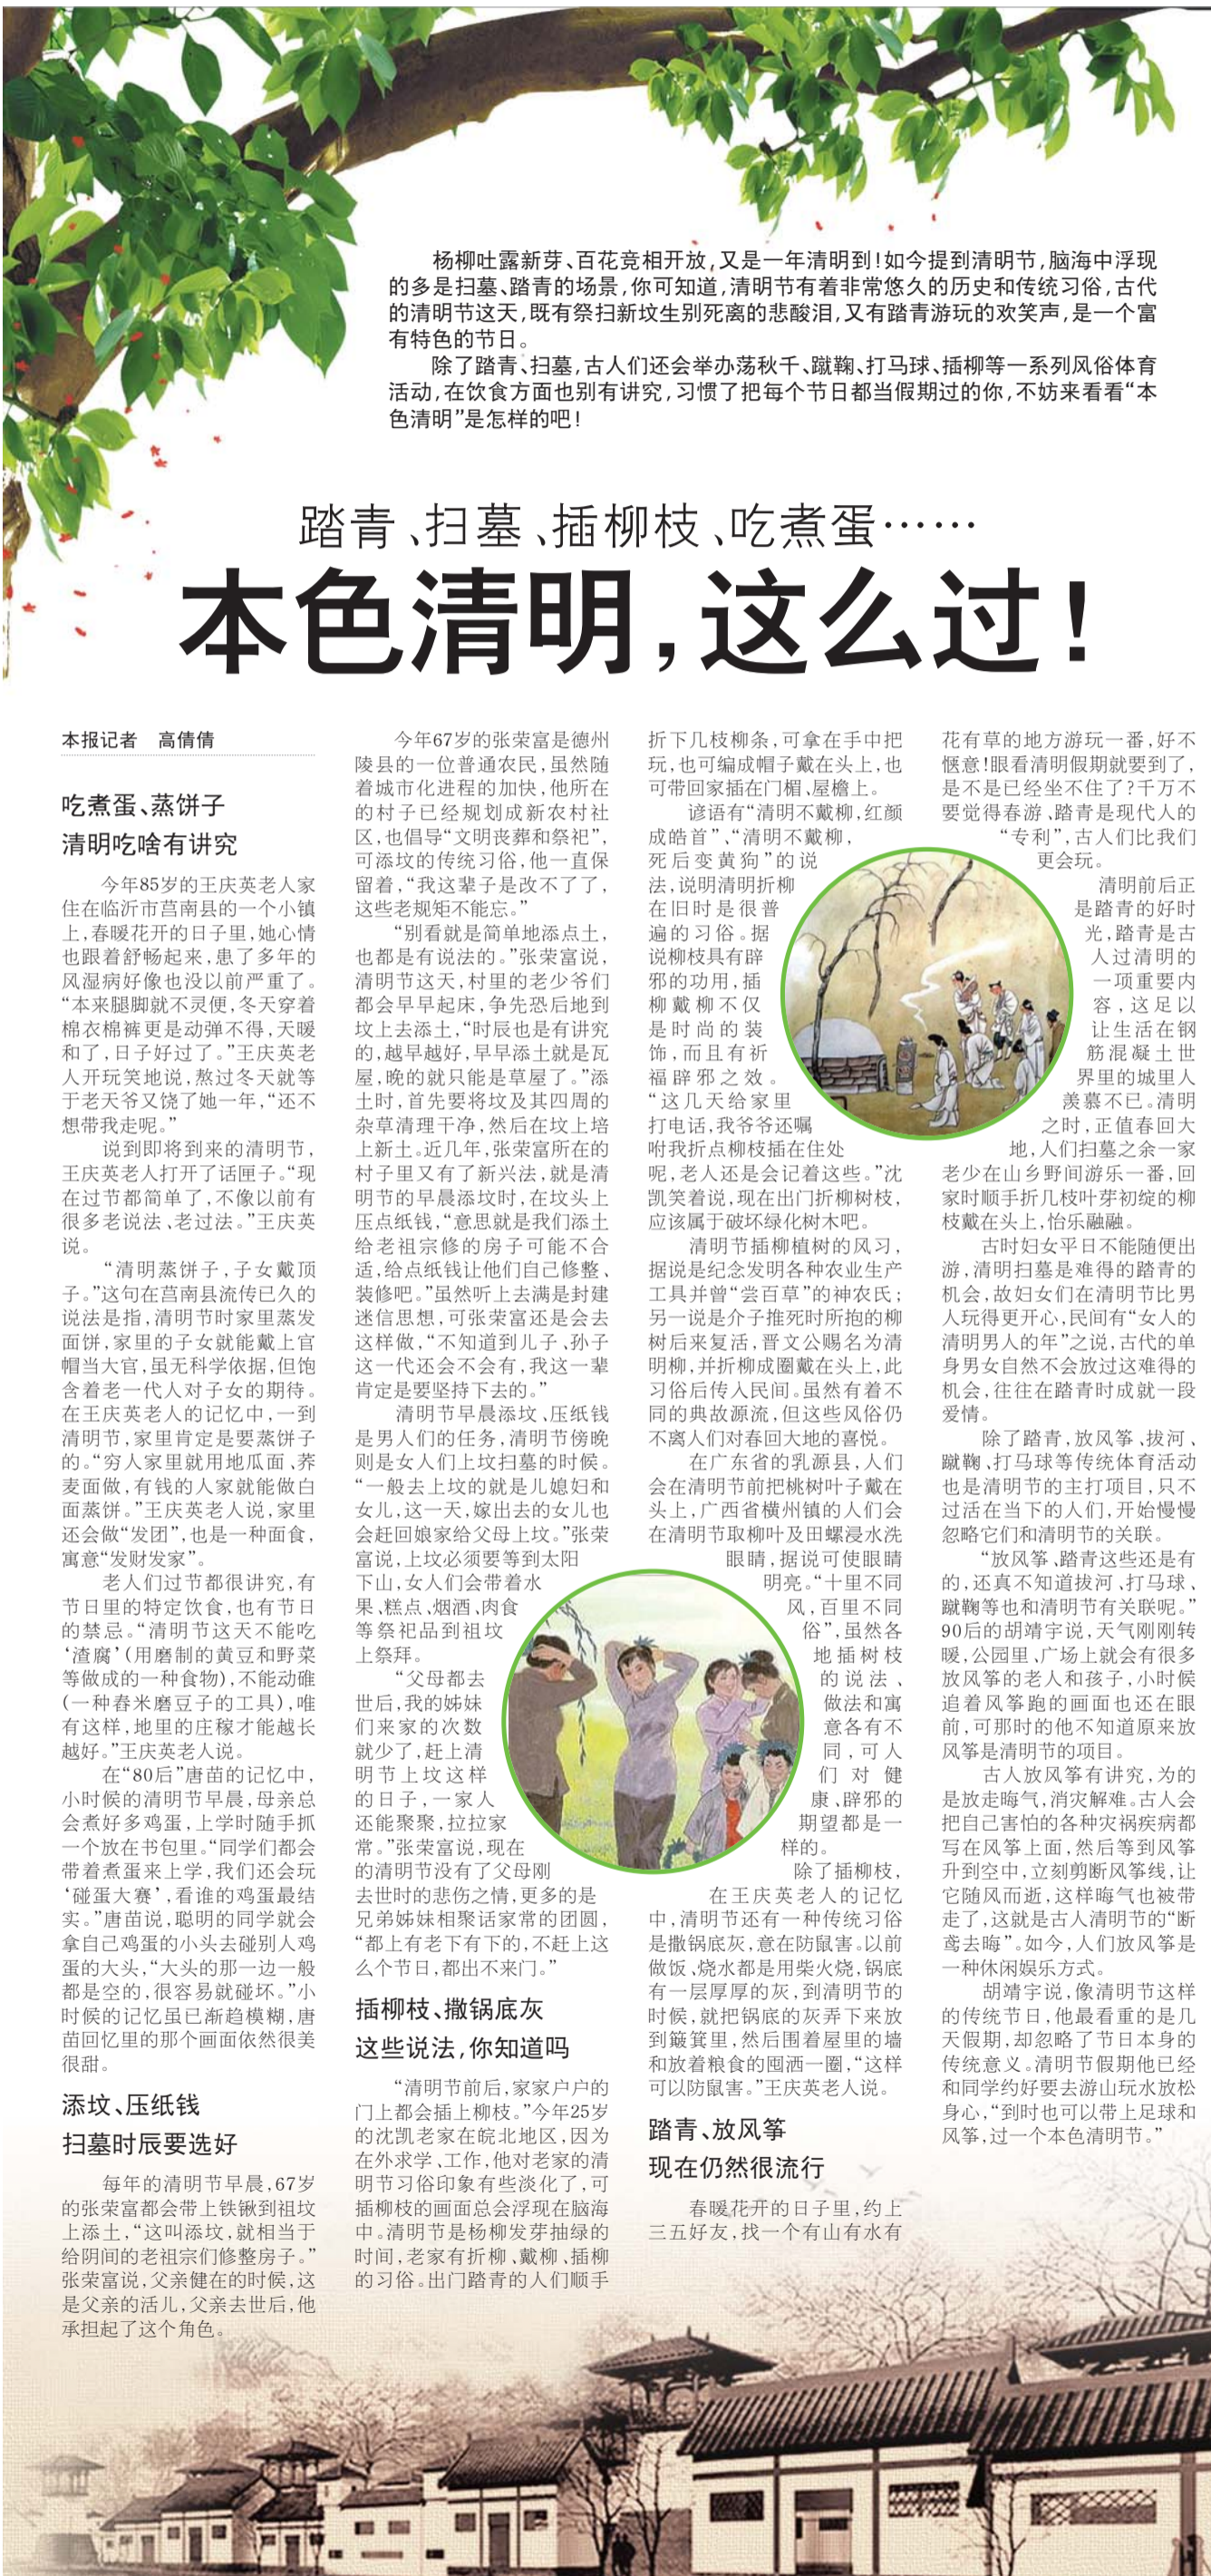 杨柳吐露新芽、百花竞相开放,又是一年清明到!如今提到清明节,脑海中浮现
的多是扫墓、踏青的场景,你可知道,清明节有着非常悠久的历史和传统习俗,古代
的清明节这天,既有祭扫新坟生别死离的悲酸泪,又有踏青游玩的欢笑声,是一个富
有特色的节日。
除了踏青、扫墓,古人们还会举办荡秋千、蹴鞠、打马球、插柳等一系列风俗体育
活动,在饮食方面也别有讲究,习惯了把每个节日都当假期过的你,不妨来看看“本
色清明”是怎样的吧!
踏青、扫墓、插柳枝、吃煮蛋……
本色清明,这么过!
本报记者 高倩倩
吃煮蛋、蒸饼子
清明吃啥有讲究
今年85岁的王庆英老人家
住在临沂市莒南县的一个小镇
上,春暖花开的日子里,她心情
也跟着舒畅起来,患了多年的
风湿病好像也没以前严重了。
“本来腿脚就不灵便,冬天穿着
棉衣棉裤更是动弹不得,天暖
和了,日子好过了。”王庆英老
人开玩笑地说,熬过冬天就等
于老天爷又饶了她一年,“还不
想带我走呢。”
说到即将到来的清明节,
王庆英老人打开了话匣子。“现
在过节都简单了,不像以前有
很多老说法、老过法。”王庆英
说。
“清明蒸饼子,子女戴顶
子。”这句在莒南县流传已久的
说法是指,清明节时家里蒸发
面饼,家里的子女就能戴上官
帽当大官,虽无科学依据,但饱
含着老一代人对子女的期待。
在王庆英老人的记忆中,一到
清明节,家里肯定是要蒸饼子
的。“穷人家里就用地瓜面、荞
麦面做,有钱的人家就能做白
面蒸饼。”王庆英老人说,家里
还会做“发团”,也是一种面食,
寓意“发财发家”。
老人们过节都很讲究,有
节日里的特定饮食,也有节日
的禁忌。“清明节这天不能吃
‘渣腐’(用磨制的黄豆和野菜
等做成的一种食物),不能动碓
(一种舂米磨豆子的工具),唯
有这样,地里的庄稼才能越长
越好。”王庆英老人说。
在“80后”唐苗的记忆中,
小时候的清明节早晨,母亲总
会煮好多鸡蛋,上学时随手抓
一个放在书包里。“同学们都会
带着煮蛋来上学,我们还会玩
‘碰蛋大赛’,看谁的鸡蛋最结
实。”唐苗说,聪明的同学就会
拿自己鸡蛋的小头去碰别人鸡
蛋的大头,“大头的那一边一般
都是空的,很容易就碰坏。”小
时候的记忆虽已渐趋模糊,唐
苗回忆里的那个画面依然很美
很甜。
添坟、压纸钱
扫墓时辰要选好
每年的清明节早晨,67岁
的张荣富都会带上铁锹到祖坟
上添土,“这叫添坟,就相当于
给阴间的老祖宗们修整房子。”
张荣富说,父亲健在的时候,这
是父亲的活儿,父亲去世后,他
承担起了这个角色。
今年67岁的张荣富是德州
陵县的一位普通农民,虽然随
着城市化进程的加快,他所在
的村子已经规划成新农村社
区,也倡导“文明丧葬和祭祀”,
可添坟的传统习俗,他一直保
留着,“我这辈子是改不了了,
这些老规矩不能忘。”
“别看就是简单地添点土,
也都是有说法的。”张荣富说,
清明节这天,村里的老少爷们
都会早早起床,争先恐后地到
坟上去添土,“时辰也是有讲究
的,越早越好,早早添土就是瓦
屋,晚的就只能是草屋了。”添
土时,首先要将坟及其四周的
杂草清理干净,然后在坟上培
上新土。近几年,张荣富所在的
村子里又有了新兴法,就是清
明节的早晨添坟时,在坟头上
压点纸钱,“意思就是我们添土
给老祖宗修的房子可能不合
适,给点纸钱让他们自己修整、
装修吧。”虽然听上去满是封建
迷信思想,可张荣富还是会去
这样做,“不知道到儿子、孙子
这一代还会不会有,我这一辈
肯定是要坚持下去的。”
清明节早晨添坟、压纸钱
是男人们的任务,清明节傍晚
则是女人们上坟扫墓的时候。
“一般去上坟的就是儿媳妇和
女儿,这一天,嫁出去的女儿也
会赶回娘家给父母上坟。”张荣
富说,上坟必须要等到太阳
下山,女人们会带着水
果、糕点、烟酒、肉食
等祭祀品到祖坟
上祭拜。
“父母都去
世后,我的姊妹
们来家的次数
就少了,赶上清
明节上坟这样
的日子,一家人
还能聚聚,拉拉家
常。”张荣富说,现在
的清明节没有了父母刚
去世时的悲伤之情,更多的是
兄弟姊妹相聚话家常的团圆,
“都上有老下有下的,不赶上这
么个节日,都出不来门。”
插柳枝、撒锅底灰
这些说法,你知道吗
“清明节前后,家家户户的
门上都会插上柳枝。”今年25岁
的沈凯老家在皖北地区,因为
在外求学、工作,他对老家的清
明节习俗印象有些淡化了,可
插柳枝的画面总会浮现在脑海
中。清明节是杨柳发芽抽绿的
时间,老家有折柳、戴柳、插柳
的习俗。出门踏青的人们顺手
折下几枝柳条,可拿在手中把
玩,也可编成帽子戴在头上,也
可带回家插在门楣、屋檐上。
谚语有“清明不戴柳,红颜
成皓首”、“清明不戴柳,
死后变黄狗”的说
法,说明清明折柳
在旧时是很普
遍的习俗。据
说柳枝具有辟
邪的功用,插
柳戴柳不仅
是时尚的装
饰,而且有祈
福辟邪之效。
“这几天给家里
打电话,我爷爷还嘱
咐我折点柳枝插在住处
呢,老人还是会记着这些。”沈
凯笑着说,现在出门折柳树枝,
应该属于破坏绿化树木吧。
清明节插柳植树的风习,
据说是纪念发明各种农业生产
工具并曾“尝百草”的神农氏;
另一说是介子推死时所抱的柳
树后来复活,晋文公赐名为清
明柳,并折柳成圈戴在头上,此
习俗后传入民间。虽然有着不
同的典故源流,但这些风俗仍
不离人们对春回大地的喜悦。
在广东省的乳源县,人们
会在清明节前把桃树叶子戴在
头上,广西省横州镇的人们会
在清明节取柳叶及田螺浸水洗
眼睛,据说可使眼睛
明亮。“十里不同
风,百里不同
俗”,虽然各
地插树枝
的说法、
做法和寓
意各有不
同,可人
们对健
康、辟邪的
期望都是一
样的。
除了插柳枝,
在王庆英老人的记忆
中,清明节还有一种传统习俗
是撒锅底灰,意在防鼠害。以前
做饭、烧水都是用柴火烧,锅底
有一层厚厚的灰,到清明节的
时候,就把锅底的灰弄下来放
到簸箕里,然后围着屋里的墙
和放着粮食的囤洒一圈,“这样
可以防鼠害。”王庆英老人说。
踏青、放风筝
现在仍然很流行
春暖花开的日子里,约上
三五好友,找一个有山有水有
花有草的地方游玩一番,好不
惬意!眼看清明假期就要到了,
是不是已经坐不住了?千万不
要觉得春游、踏青是现代人的
“专利”,古人们比我们
更会玩。
清明前后正
是踏青的好时
光,踏青是古
人过清明的
一项重要内
容,这足以
让生活在钢
筋混凝土世
界里的城里人
羡慕不已。清明
之时,正值春回大
地,人们扫墓之余一家
老少在山乡野间游乐一番,回
家时顺手折几枝叶芽初绽的柳
枝戴在头上,怡乐融融。
古时妇女平日不能随便出
游,清明扫墓是难得的踏青的
机会,故妇女们在清明节比男
人玩得更开心,民间有“女人的
清明男人的年”之说,古代的单
身男女自然不会放过这难得的
机会,往往在踏青时成就一段
爱情。
除了踏青,放风筝、拔河、
蹴鞠、打马球等传统体育活动
也是清明节的主打项目,只不
过活在当下的人们,开始慢慢
忽略它们和清明节的关联。
“放风筝、踏青这些还是有
的,还真不知道拔河、打马球、
蹴鞠等也和清明节有关联呢。”
90后的胡靖宇说,天气刚刚转
暖,公园里、广场上就会有很多
放风筝的老人和孩子,小时候
追着风筝跑的画面也还在眼
前,可那时的他不知道原来放
风筝是清明节的项目。
古人放风筝有讲究,为的
是放走晦气,消灾解难。古人会
把自己害怕的各种灾祸疾病都
写在风筝上面,然后等到风筝
升到空中,立刻剪断风筝线,让
它随风而逝,这样晦气也被带
走了,这就是古人清明节的“断
鸢去晦”。如今,人们放风筝是
一种休闲娱乐方式。
胡靖宇说,像清明节这样
的传统节日,他最看重的是几
天假期,却忽略了节日本身的
传统意义。清明节假期他已经
和同学约好要去游山玩水放松
身心,“到时也可以带上足球和
风筝,过一个本色清明节。”